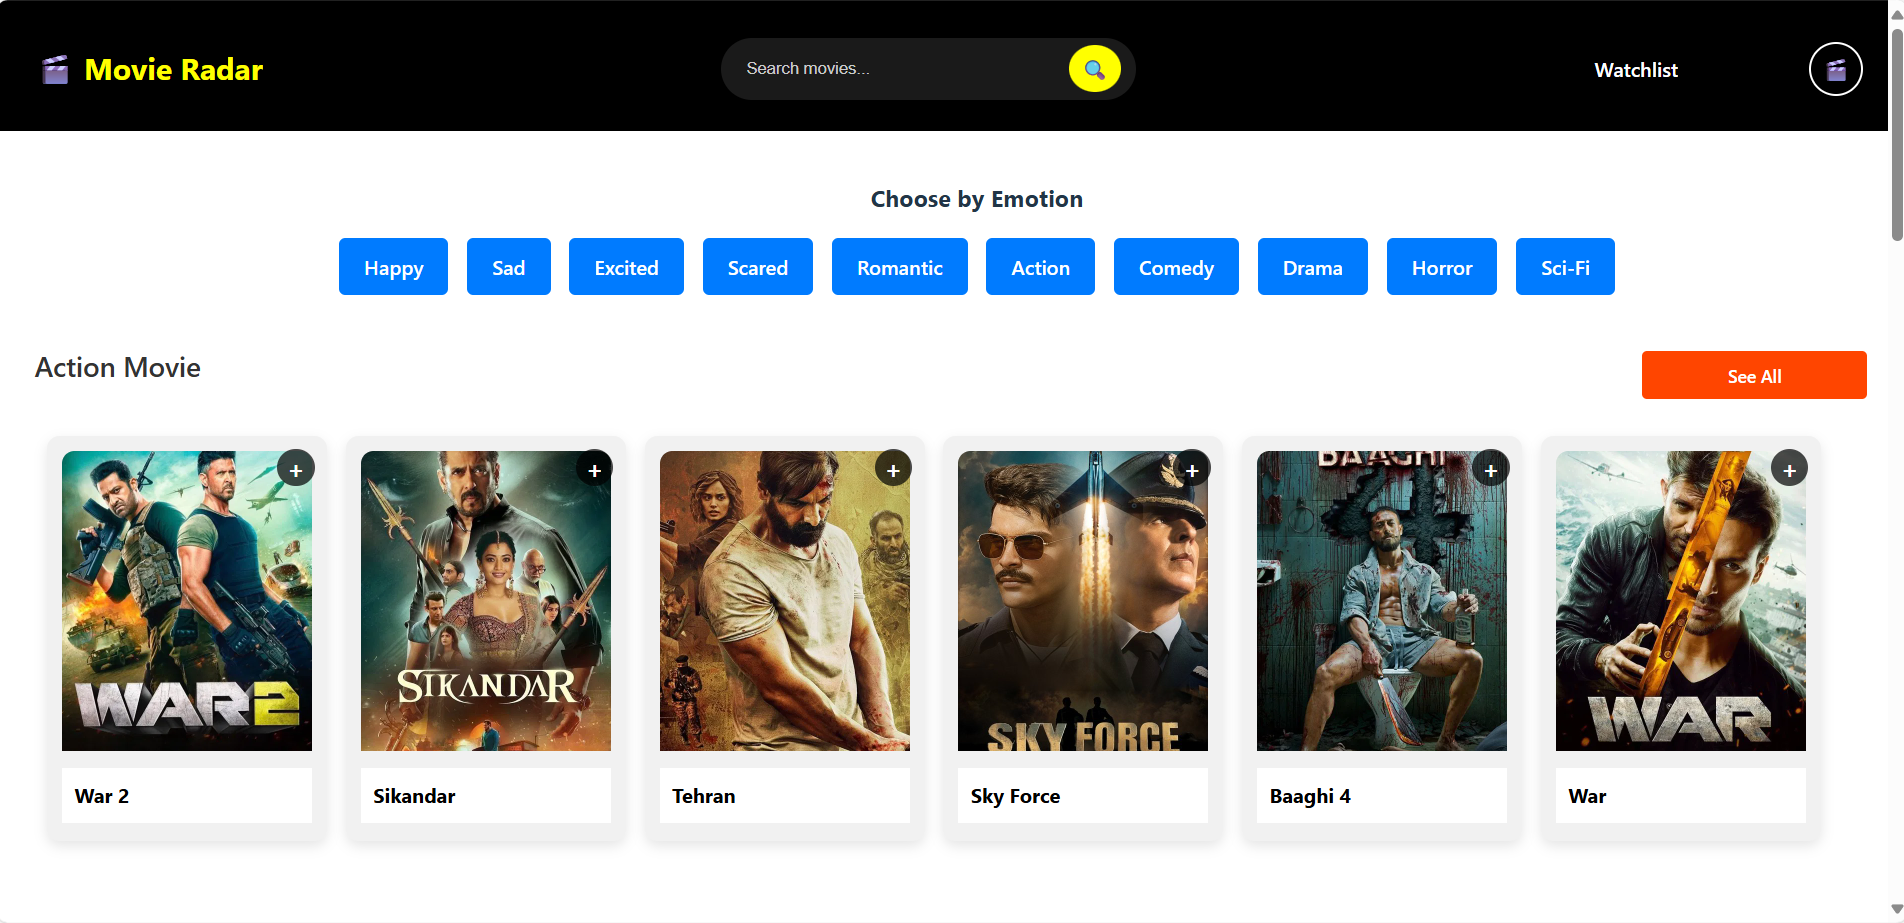 Movie Radar
Search movies...
Watchlist
Choose by Emotion
Happy
Sad
Excited
Scared
Romantic
Action
Comedy
Drama
Horror
Sci-Fi
Action Movie
See All
+
+
+
+
+
+
BAAGHI
4
WAR2
SIKANDAR
SKY FORCE
WAR
War 2
Sikandar
Tehran
Sky Force
Baaghi 4
War